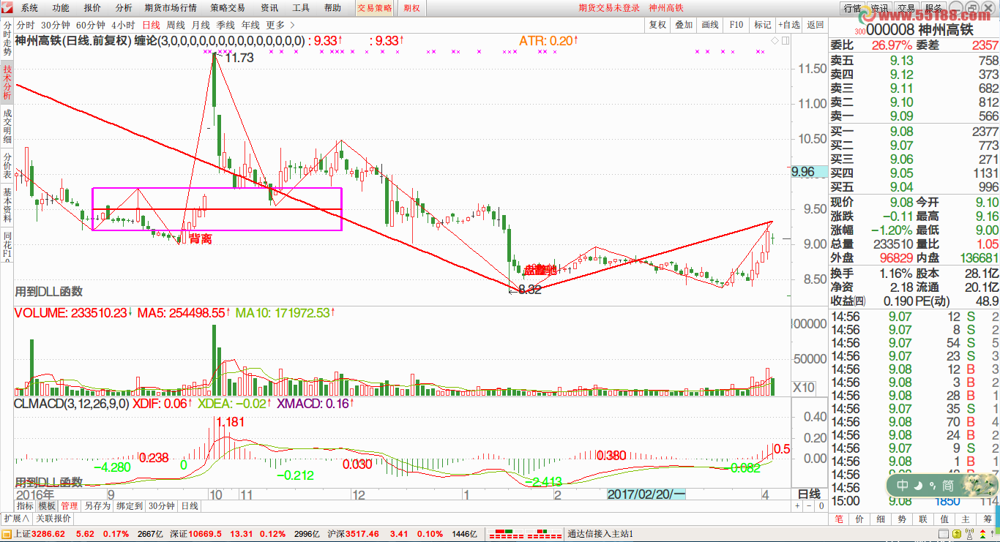 系统 功能 报价 分析 期货市场行情 策略交易 资讯 工具 帮助 交易策略 期权 期货交易未登录 神州高铁 行情 资讯 交易 服务
www.55188.com
分时 30分钟 60分钟 4小时 日线 周线 月线 季线 年线 更多 复权 叠加 画线 F10 标记 +自选 返回
300 000008 神州高铁
神州高铁(日线.前复权) 缠论(3,0,0,0,0,0,0,0,0,0,0,0,0,0,0,0) : 9.33↑ : 9.33↑ ATR: 0.20↑
分时走势
技术分析
成交明细
分价表
基本资料
同花F10
11.73
11.50
11.00
10.50
9.96
9.50
9.00
8.50
背离
8.32
用到DLL函数
VOLUME: 233510.23↓ MA5: 254498.55↑ MA10: 171972.53↑
100000
50000
X10
CLMACD(3,12,26,9,0) XDIF: 0.06↑ XDEA: -0.02↑ XMACD: 0.16↑
0.40
0.20
0.00
1.181
-4.280 0.238 0 -0.212 0.030 -2.413 0.380 -0.082 0.5
用到DLL函数
2016年 9 10 11 12 1 2 2017/02/20/一 4 日线
指标 模板 管理 另存为 绑定到 30分钟 日线 + - 0
扩展∧ 关联报价
委比 26.97% 委差 2357
卖五 9.13 758
卖四 9.12 373
卖三 9.11 682
卖二 9.10 812
卖一 9.09 566
买一 9.08 2377
买二 9.07 773
买三 9.06 271
买四 9.05 1131
买五 9.04 996
现价 9.08 今开 9.10
涨跌 -0.11 最高 9.16
涨幅 -1.20% 最低 9.00
总量 233510 量比 1.05
外盘 96829 内盘 136681
换手 1.16% 股本 28.1亿
净资 2.18 流通 20.1亿
收益(四) 0.190 PE(动) 48.9
14:56 9.07 12 S 2
14:56 9.07 8 S 2
14:56 9.07 54 S 5
14:56 9.07 23 S 3
14:56 9.08 12 B 3
14:56 9.08 3 B 2
14:56 9.08 28 B 1
14:56 9.07 35 S 1
14:56 9.08 70 B 4
14:56 9.08 24 B 2
14:56 9.07 9 S 2
14:56 9.08 1 B 1
14:56
14:56
15:00 9.08 1850 114
中 简
笔 价 细 势 联 值 主 筹
上证3286.62 5.62 0.17% 2667亿 深证10669.5 13.31 0.12% 2996亿 沪深3517.46 3.41 0.10% 1446亿 通达信接入主站1